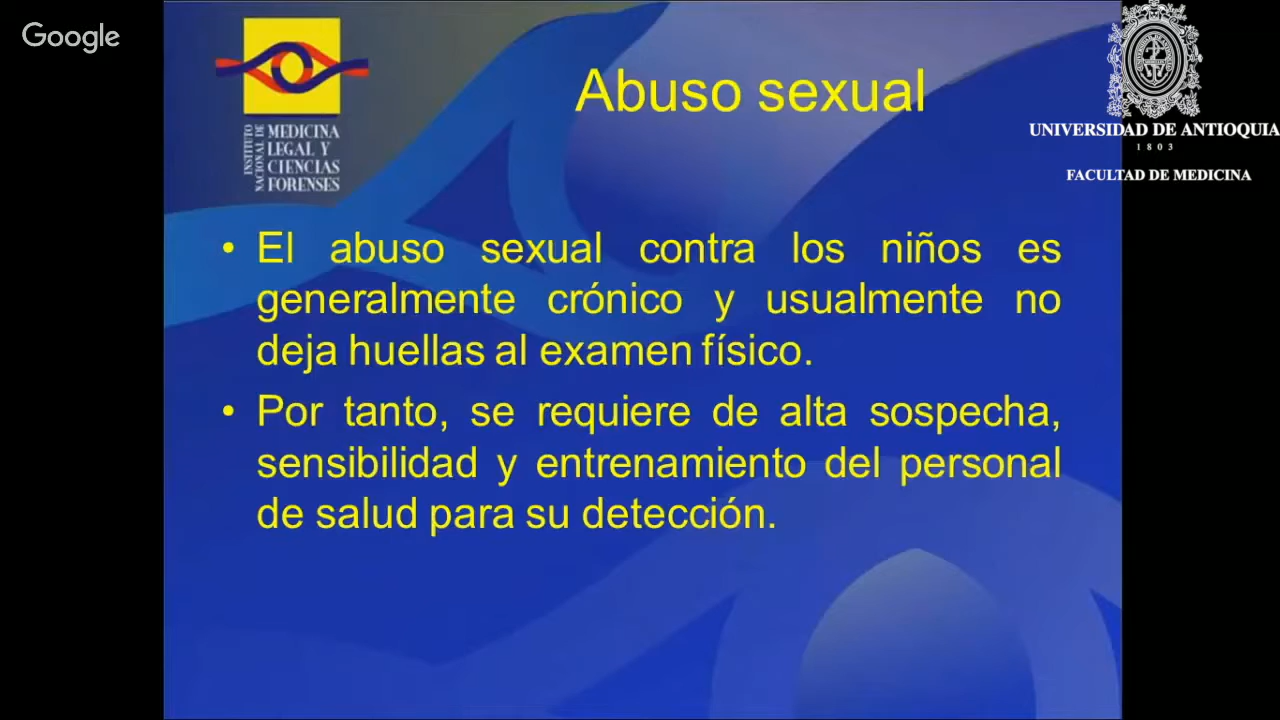 Google
INSTITUTO
NACIONAL DE
MEDICINA
LEGAL Y
CIENCIAS
FORENSES
Abuso sexual
UNIVERSIDAD DE ANTIOQUIA
1803
FACULTAD DE MEDICINA
• El abuso sexual contra los niños es
generalmente crónico y usualmente no
deja huellas al examen físico.
• Por tanto, se requiere de alta sospecha,
sensibilidad y entrenamiento del personal
de salud para su detección.